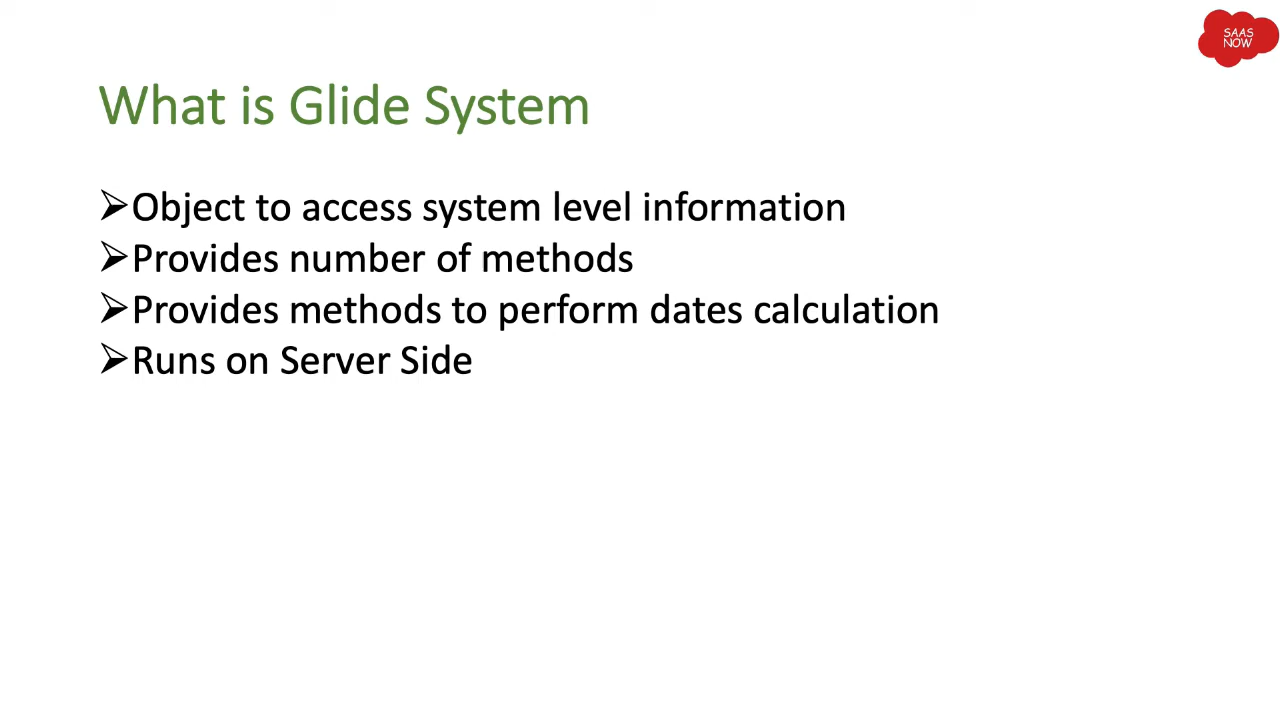 SAAS
NOW
What is Glide System
➢Object to access system level information
➢Provides number of methods
➢Provides methods to perform dates calculation
➢Runs on Server Side